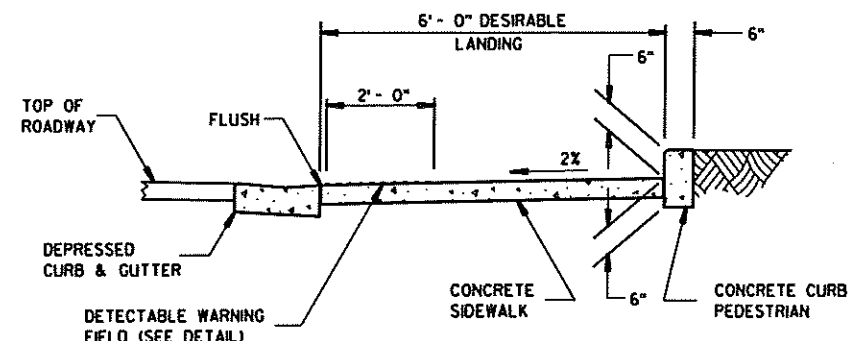 6'- 0" DESIRABLE
LANDING
6"
6"
TOP OF
ROADWAY
FLUSH
2'- 0"
2%
DEPRESSED
CURB & GUTTER
DETECTABLE WARNING
FIELD (SEE DETAIL)
CONCRETE
SIDEWALK
6"
CONCRETE CURB
PEDESTRIAN